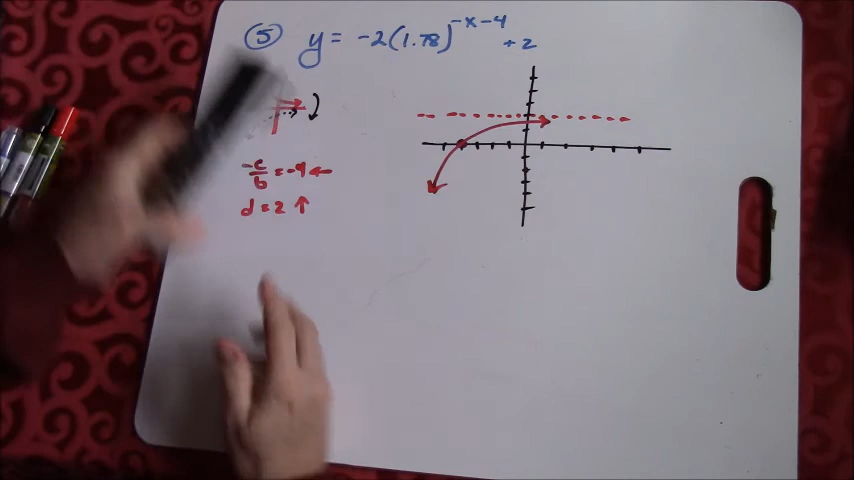 ⑤ y = -2(1.78)^{-x-4} + 2
-c/b = -4 ←
d = 2 ↑